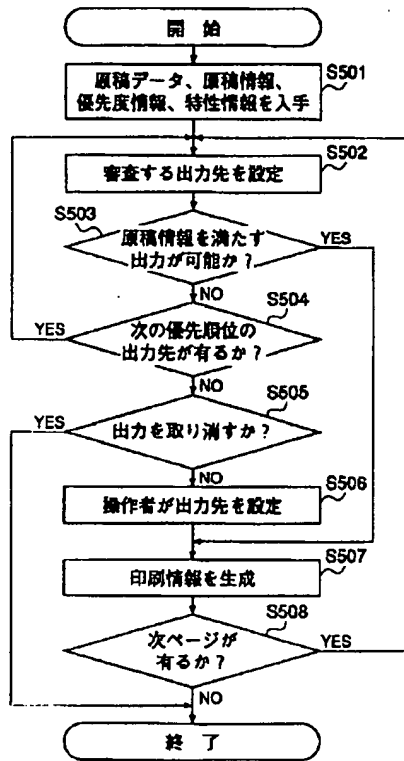 開 始
S501
原稿データ、原稿情報、
優先度情報、特性情報を入手
S502
審査する出力先を設定
S503
原稿情報を満たす
出力が可能か？
YES
NO
S504
YES
次の優先順位の
出力先が有るか？
NO
S505
YES
出力を取り消すか？
NO
S506
操作者が出力先を設定
S507
印刷情報を生成
S508
次ページが
有るか？
YES
NO
終 了